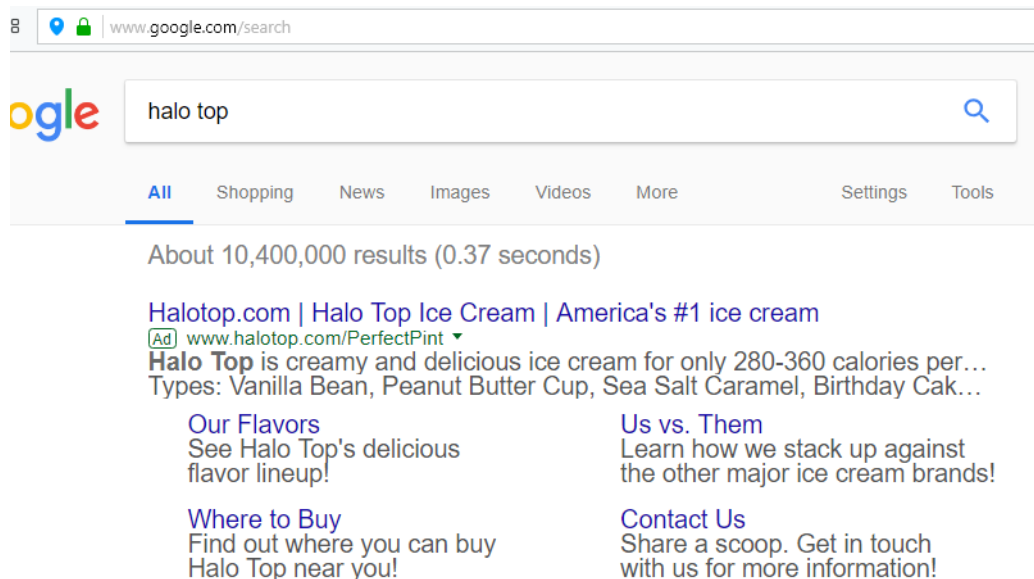 www.google.com/search
ogle
halo top
All Shopping News Images Videos More Settings Tools
About 10,400,000 results (0.37 seconds)
Halotop.com | Halo Top Ice Cream | America's #1 ice cream
Ad www.halotop.com/PerfectPint
Halo Top is creamy and delicious ice cream for only 280-360 calories per…
Types: Vanilla Bean, Peanut Butter Cup, Sea Salt Caramel, Birthday Cak…
Our Flavors
See Halo Top's delicious
flavor lineup!
Us vs. Them
Learn how we stack up against
the other major ice cream brands!
Where to Buy
Find out where you can buy
Halo Top near you!
Contact Us
Share a scoop. Get in touch
with us for more information!